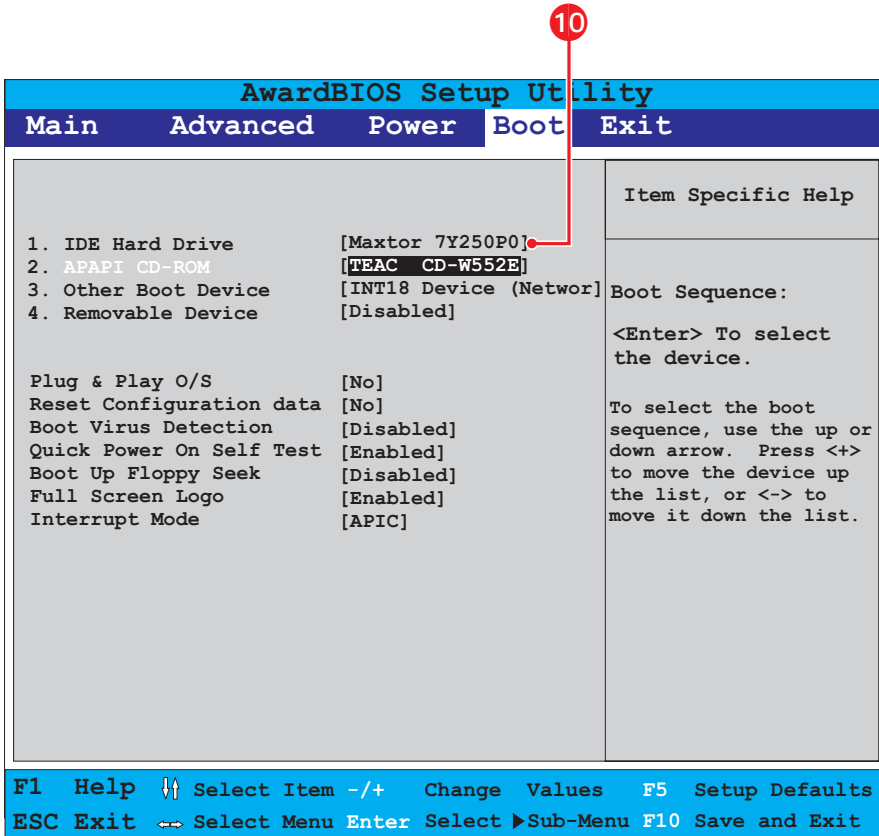 10
AwardBIOS Setup Utility
Main Advanced Power Boot Exit
Item Specific Help
1. IDE Hard Drive [Maxtor 7Y250P0]
2. APAPI CD-ROM [TEAC CD-W552E]
3. Other Boot Device [INT18 Device (Networ]
4. Removable Device [Disabled]
Plug & Play O/S [No]
Reset Configuration data [No]
Boot Virus Detection [Disabled]
Quick Power On Self Test [Enabled]
Boot Up Floppy Seek [Disabled]
Full Screen Logo [Enabled]
Interrupt Mode [APIC]
Boot Sequence:
<Enter> To select
the device.
To select the boot
sequence, use the up or
down arrow. Press <+>
to move the device up
the list, or <-> to
move it down the list.
F1 Help Select Item -/+ Change Values F5 Setup Defaults
ESC Exit Select Menu Enter Select Sub-Menu F10 Save and Exit